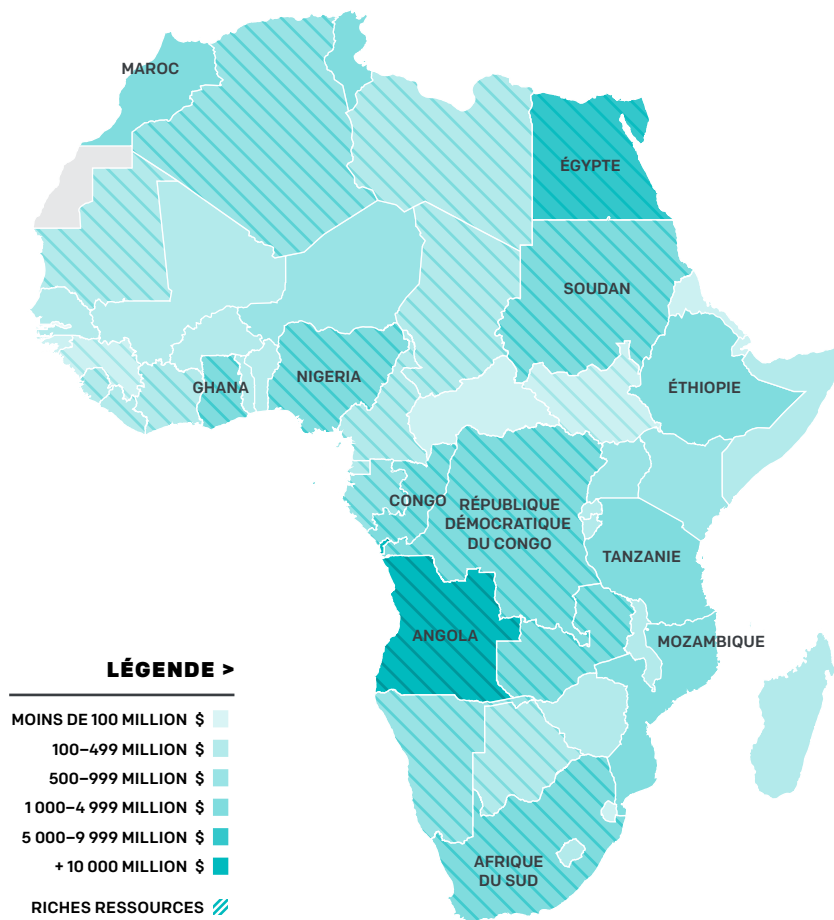 MAROC
ÉGYPTE
SOUDAN
NIGERIA
GHANA
ÉTHIOPIE
CONGO
RÉPUBLIQUE
DÉMOCRATIQUE
DU CONGO
TANZANIE
ANGOLA
MOZAMBIQUE
AFRIQUE
DU SUD
LÉGENDE >
MOINS DE 100 MILLION $
100–499 MILLION $
500–999 MILLION $
1 000–4 999 MILLION $
5 000–9 999 MILLION $
+ 10 000 MILLION $
RICHES RESSOURCES